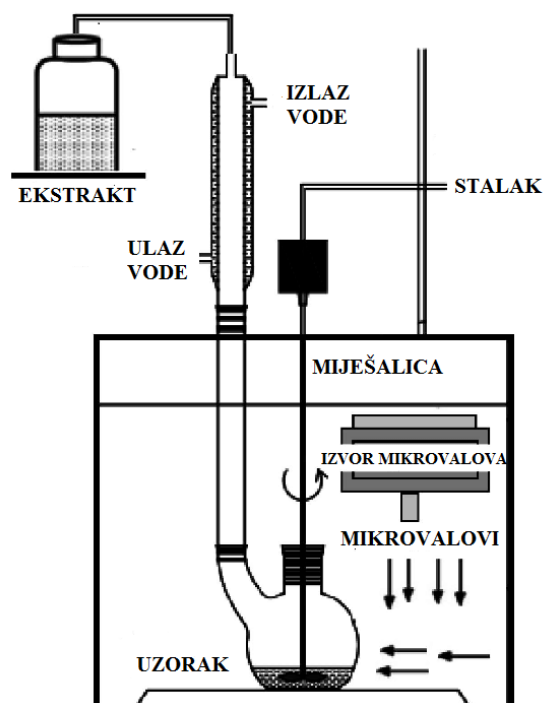 IZLAZ
VODE
STALAK
EKSTRAKT
ULAZ
VODE
MIJEŠALICA
IZVOR MIKROVALOVA
MIKROVALOVI
UZORAK